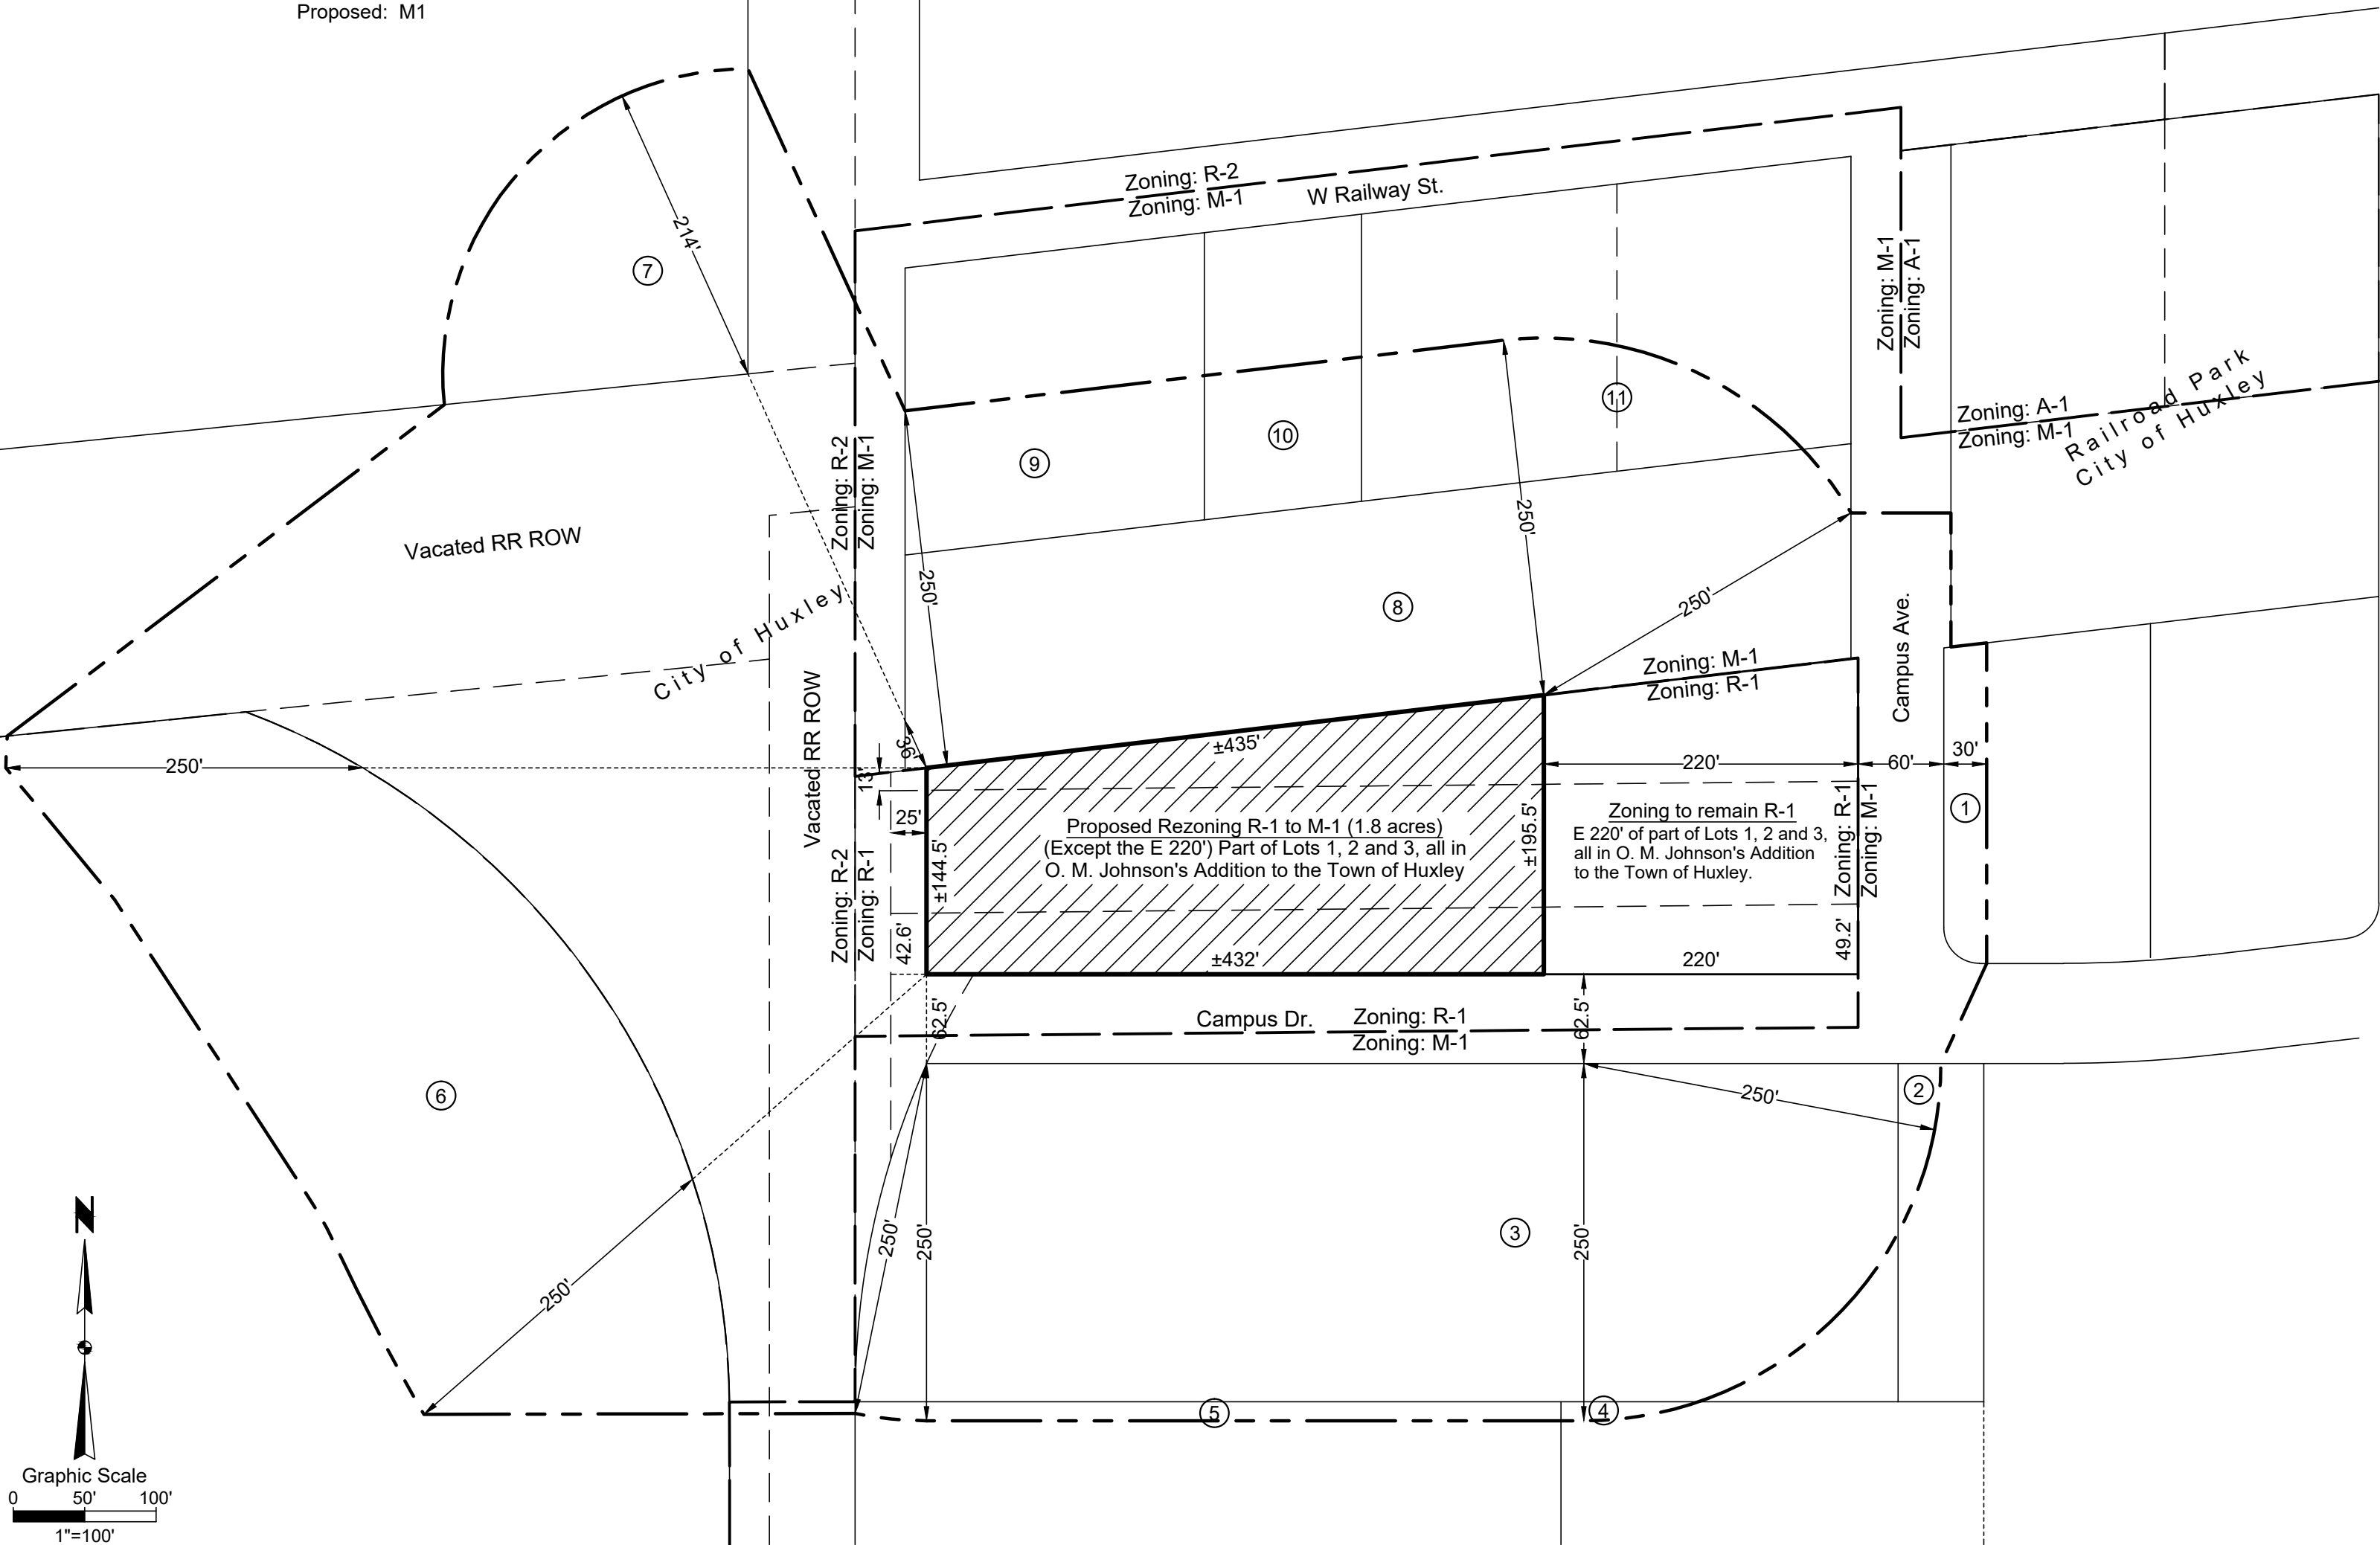 Proposed: M1
Zoning: R-2
Zoning: M-1
W Railway St.
214'
7
Zoning: M-1
Zoning: A-1
Railroad Park
City of Huxley
Zoning: A-1
Zoning: M-1
11
10
9
Zoning: R-2
Zoning: M-1
Vacated RR ROW
250'
250'
250'
8
City of Huxley
Campus Ave.
Zoning: M-1
Zoning: R-1
Vacated RR ROW
36'
±435'
250'
13'
220'
60'
30'
25'
±144.5'
Proposed Rezoning R-1 to M-1 (1.8 acres)
(Except the E 220') Part of Lots 1, 2 and 3, all in
O. M. Johnson's Addition to the Town of Huxley
±195.5'
Zoning to remain R-1
E 220' of part of Lots 1, 2 and 3,
all in O. M. Johnson's Addition
to the Town of Huxley.
Zoning: R-1
Zoning: M-1
1
Zoning: R-2
Zoning: R-1
42.6'
49.2'
±432'
220'
62.5'
Campus Dr.
Zoning: R-1
Zoning: M-1
62.5'
6
250'
2
3
250'
250'
250'
250'
5
4
N
Graphic Scale
0 50' 100'
1"=100'